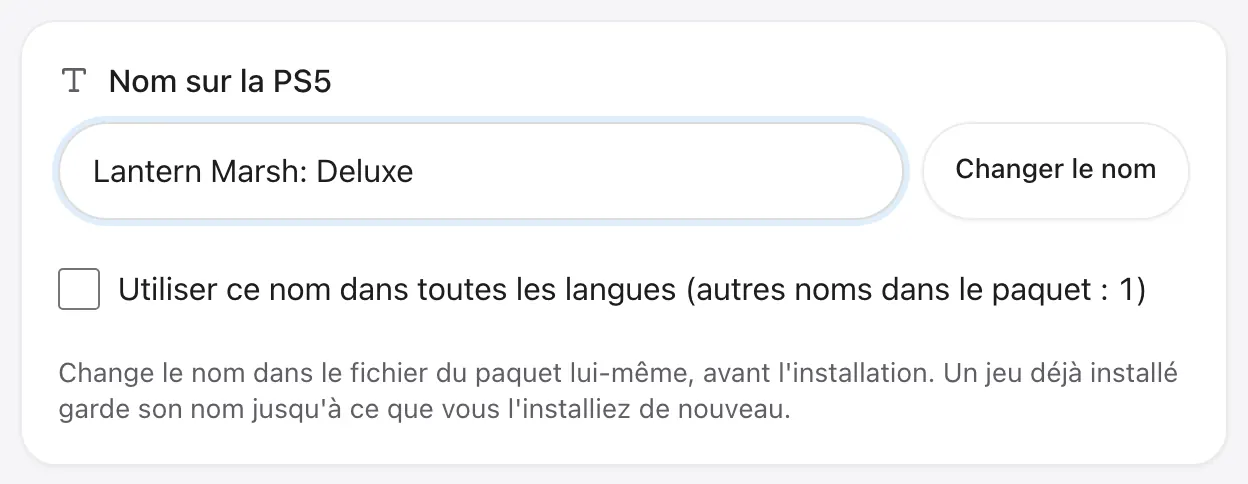 Nom sur la PS5
Lantern Marsh: Deluxe
Changer le nom
Utiliser ce nom dans toutes les langues (autres noms dans le paquet : 1)
Change le nom dans le fichier du paquet lui-même, avant l'installation. Un jeu déjà installé
garde son nom jusqu'à ce que vous l'installiez de nouveau.